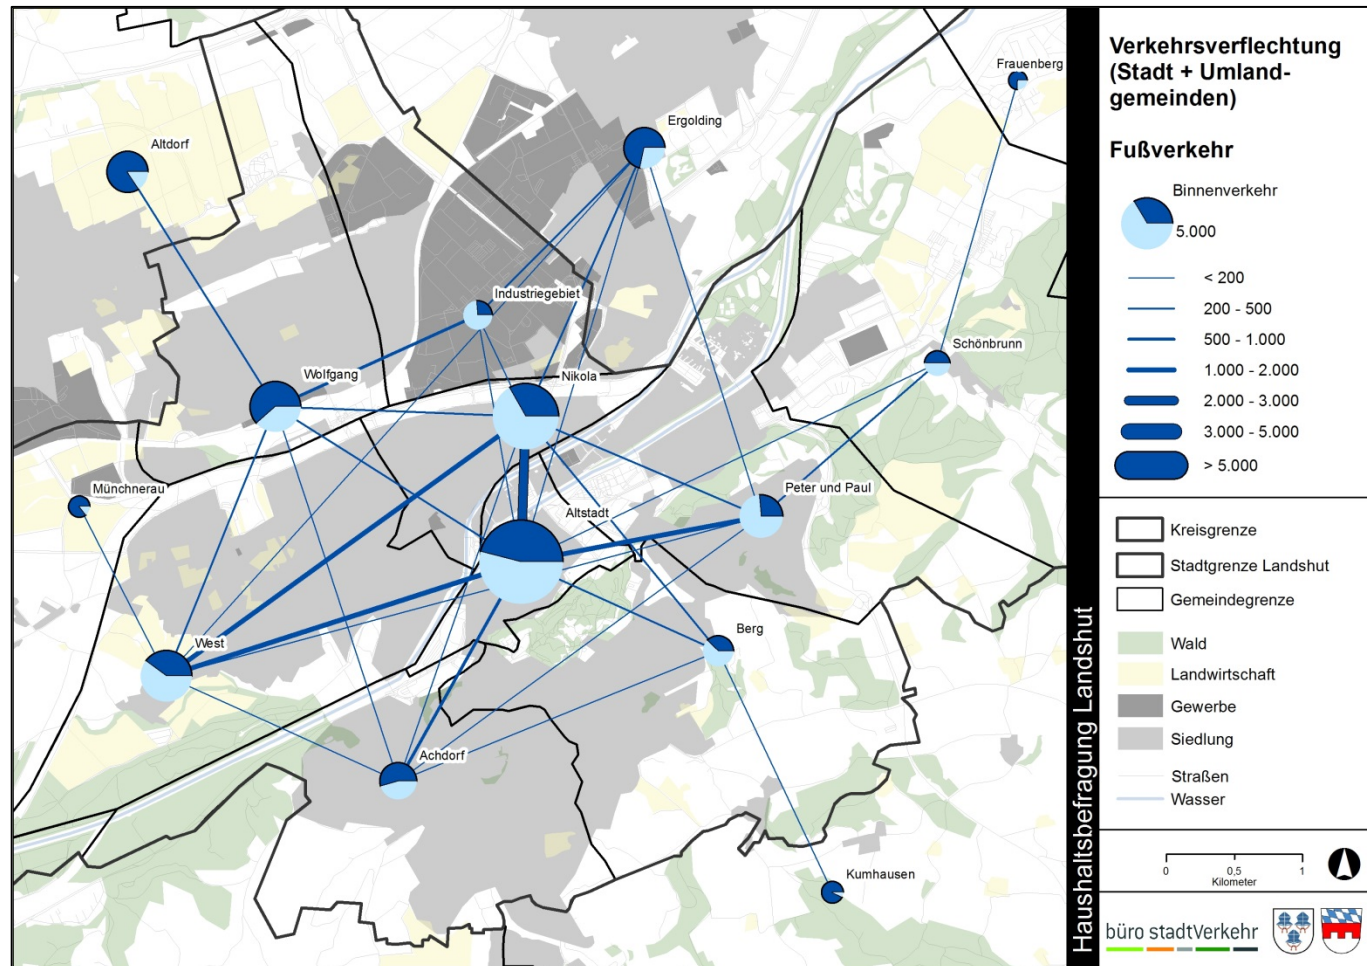 Frauenberg
Ergolding
Altdorf
Industriegebiet
Schönbrunn
Wolfgang
Nikola
Münchnerau
Peter und Paul
Altstadt
West
Berg
Achdorf
Kumhausen
Haushaltsbefragung Landshut
Verkehrsverflechtung
(Stadt + Umland-
gemeinden)
Fußverkehr
Binnenverkehr
5.000
< 200
200 - 500
500 - 1.000
1.000 - 2.000
2.000 - 3.000
3.000 - 5.000
> 5.000
Kreisgrenze
Stadtgrenze Landshut
Gemeindegrenze
Wald
Landwirtschaft
Gewerbe
Siedlung
Straßen
Wasser
0 0,5 1
Kilometer
büro stadtVerkehr